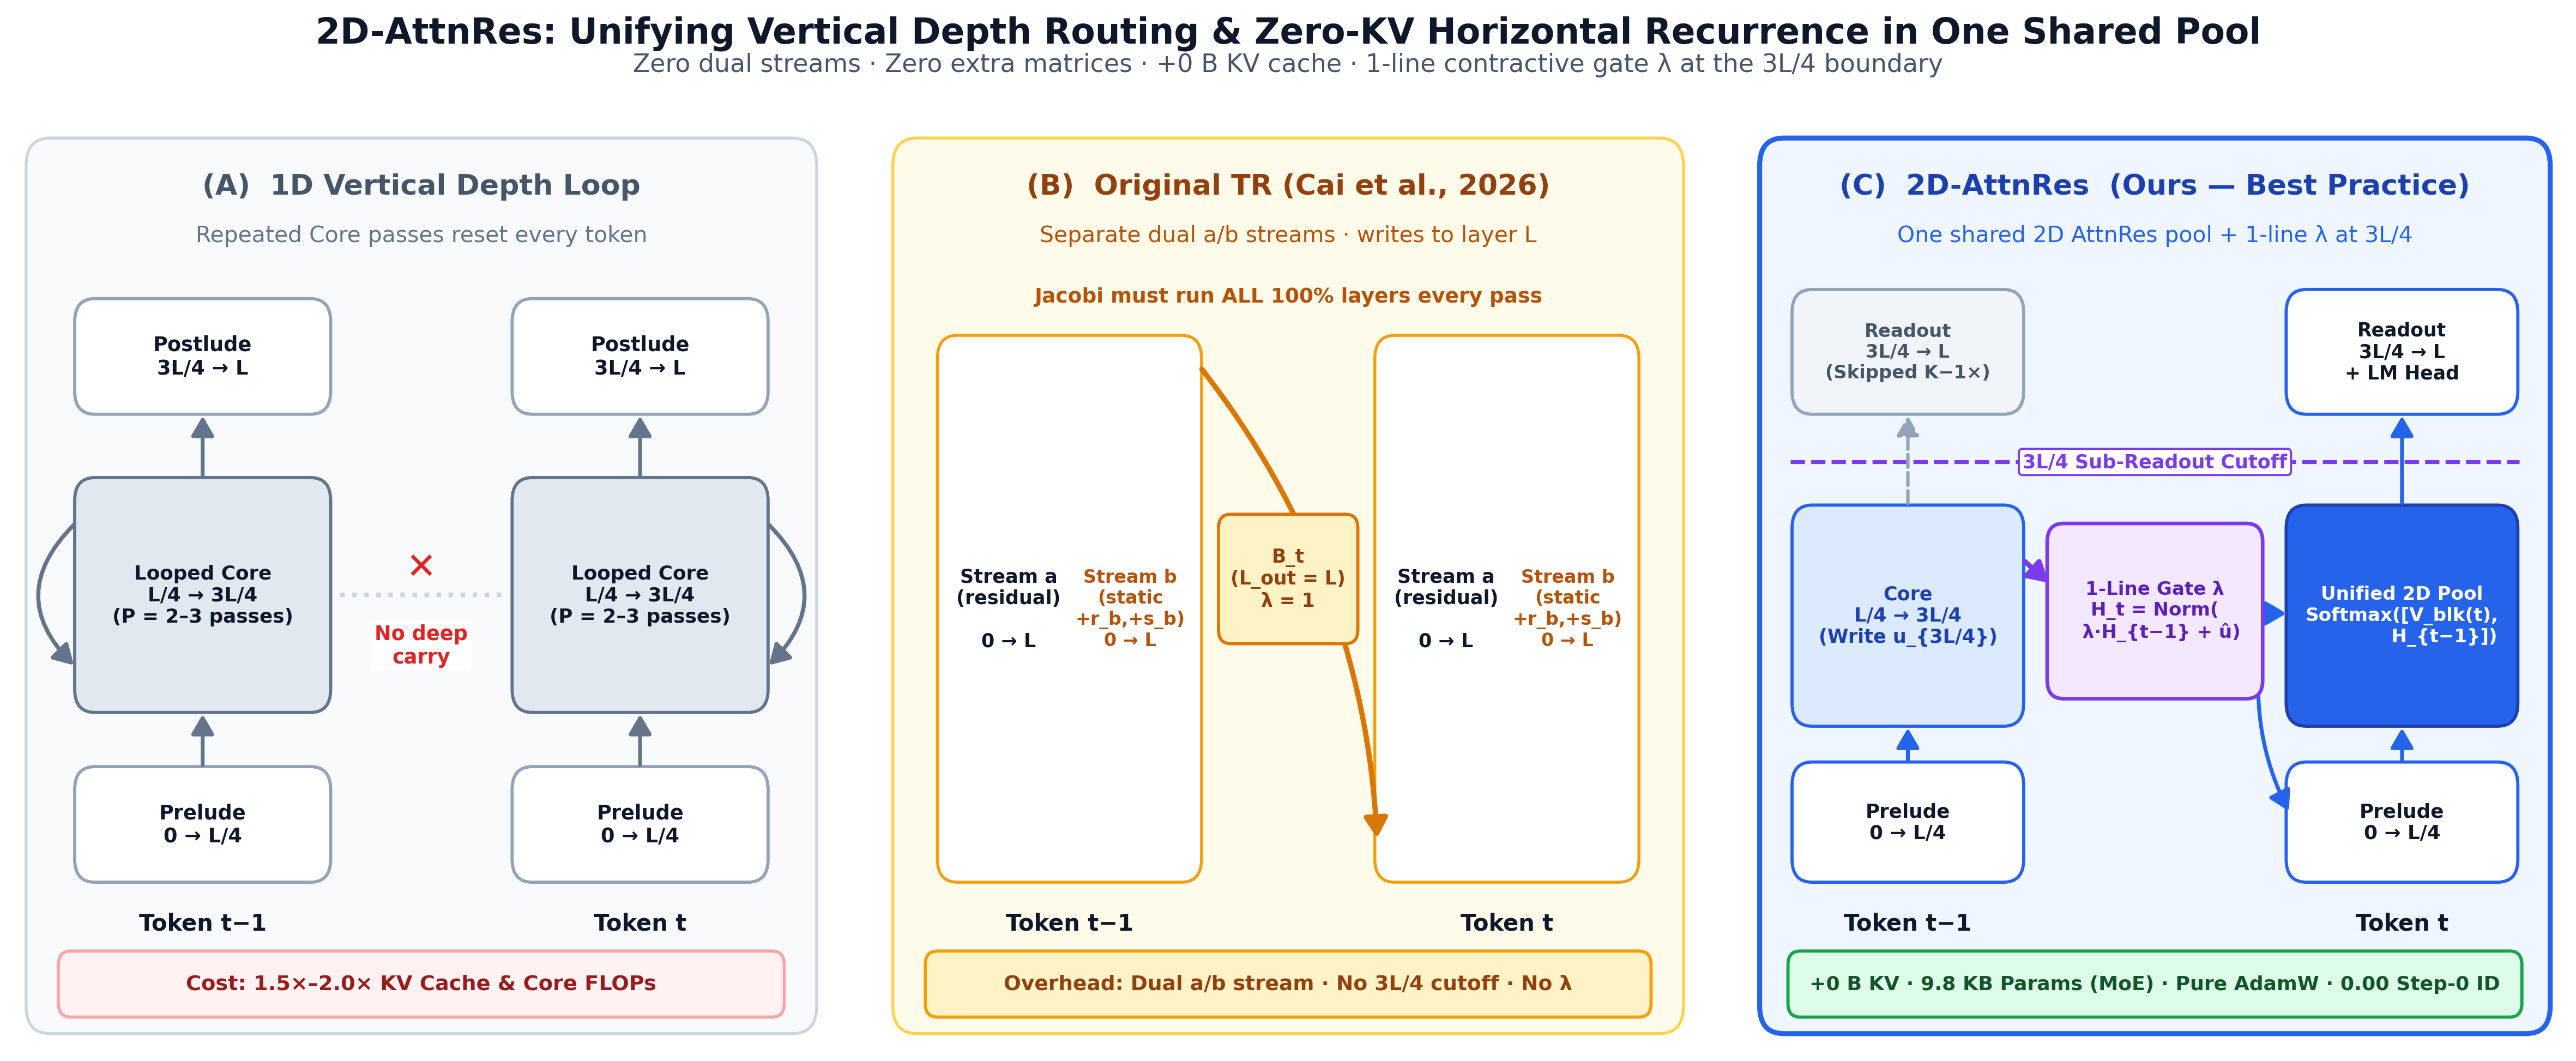 2D-AttnRes: Unifying Vertical Depth Routing & Zero-KV Horizontal Recurrence in One Shared Pool
Zero dual streams · Zero extra matrices · +0 B KV cache · 1-line contractive gate λ at the 3L/4 boundary
(A) 1D Vertical Depth Loop
Repeated Core passes reset every token
Postlude
3L/4 → L
Postlude
3L/4 → L
Looped Core
L/4 → 3L/4
(P = 2–3 passes)
✕
No deep
carry
Looped Core
L/4 → 3L/4
(P = 2–3 passes)
Prelude
0 → L/4
Prelude
0 → L/4
Token t−1
Token t
Cost: 1.5×–2.0× KV Cache & Core FLOPs
(B) Original TR (Cai et al., 2026)
Separate dual a/b streams · writes to layer L
Jacobi must run ALL 100% layers every pass
Stream a
(residual)
0 → L
Stream b
(static
+r_b,+s_b)
0 → L
B_t
(L_out = L)
λ = 1
Stream a
(residual)
0 → L
Stream b
(static
+r_b,+s_b)
0 → L
Token t−1
Token t
Overhead: Dual a/b stream · No 3L/4 cutoff · No λ
(C) 2D-AttnRes (Ours — Best Practice)
One shared 2D AttnRes pool + 1-line λ at 3L/4
Readout
3L/4 → L
(Skipped K−1×)
Readout
3L/4 → L
+ LM Head
3L/4 Sub-Readout Cutoff
Core
L/4 → 3L/4
(Write u_{3L/4})
1-Line Gate λ
H_t = Norm(
λ·H_{t−1} + û)
Unified 2D Pool
Softmax([V_blk(t),
H_{t−1}])
Prelude
0 → L/4
Prelude
0 → L/4
Token t−1
Token t
+0 B KV · 9.8 KB Params (MoE) · Pure AdamW · 0.00 Step-0 ID